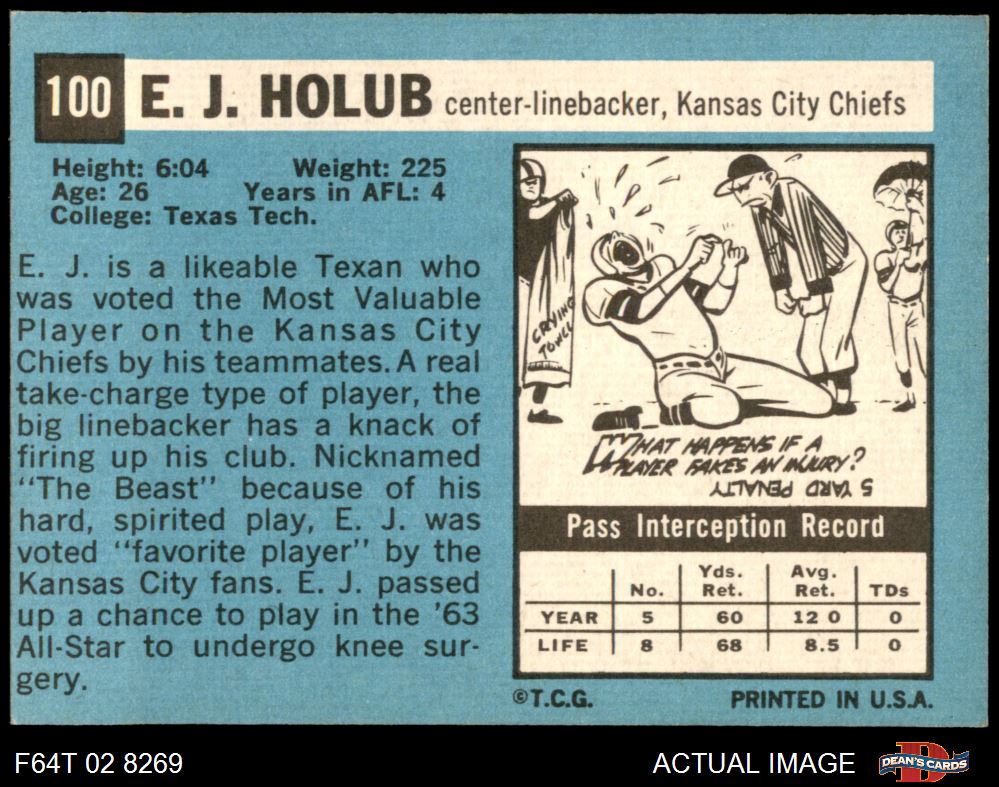 100 E. J. HOLUB center-linebacker, Kansas City Chiefs
Height: 6:04 Weight: 225
Age: 26 Years in AFL: 4
College: Texas Tech.
E. J. is a likeable Texan who
was voted the Most Valuable
Player on the Kansas City
Chiefs by his teammates. A real
take-charge type of player, the
big linebacker has a knack of
firing up his club. Nicknamed
"The Beast" because of his
hard, spirited play, E. J. was
voted "favorite player" by the
Kansas City fans. E. J. passed
up a chance to play in the '63
All-Star to undergo knee sur-
gery.
CRYING
TOWEL
WHAT HAPPENS IF A
PLAYER FAKES AN INJURY?
5 YARD PENALTY
Pass Interception Record
No. Yds. Ret. Avg. Ret. TDs
YEAR 5 60 12 0 0
LIFE 8 68 8.5 0
©T.C.G. PRINTED IN U.S.A.
F64T 02 8269 ACTUAL IMAGE D DEAN'S CARDS